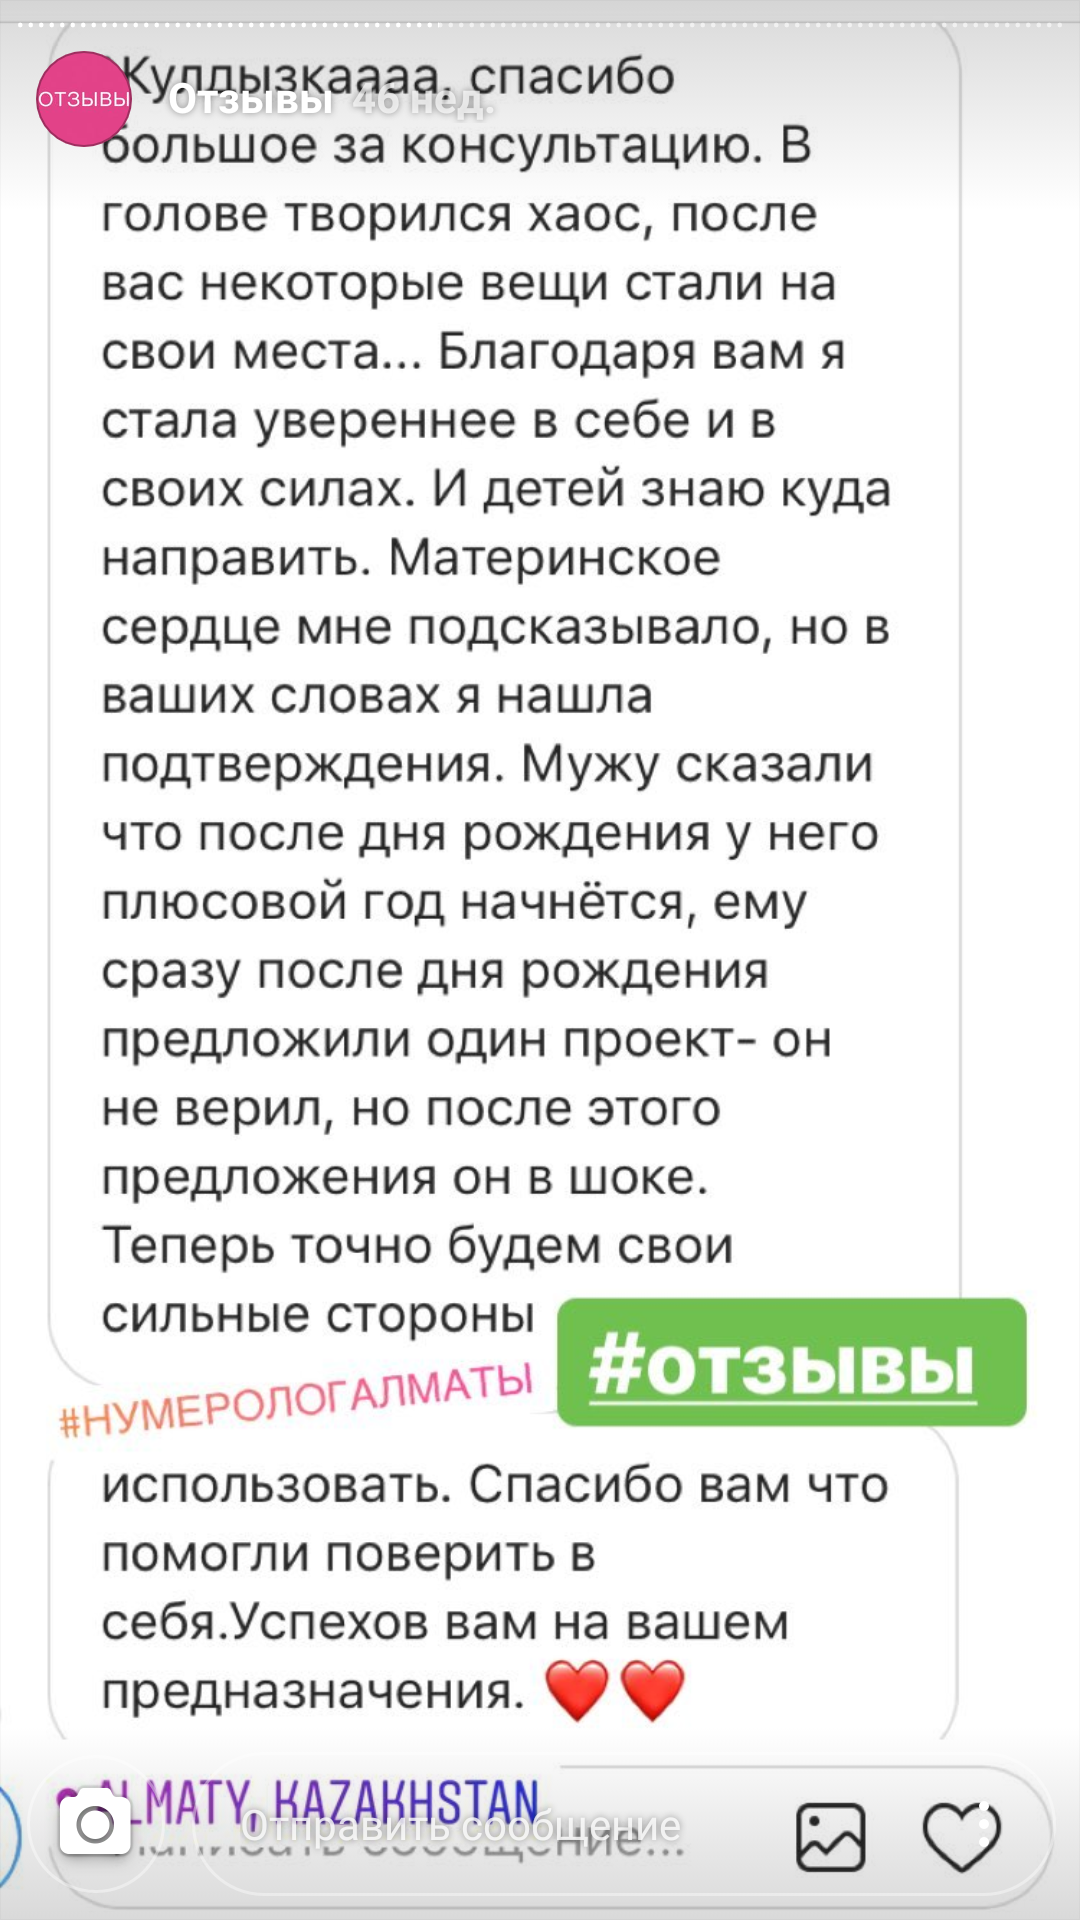 отзывы
Отзывы 46 нед.
Жулдызкаааа, спасибо
большое за консультацию. В
голове творился хаос, после
вас некоторые вещи стали на
свои места... Благодаря вам я
стала увереннее в себе и в
своих силах. И детей знаю куда
направить. Материнское
сердце мне подсказывало, но в
ваших словах я нашла
подтверждения. Мужу сказали
что после дня рождения у него
плюсовой год начнётся, ему
сразу после дня рождения
предложили один проект- он
не верил, но после этого
предложения он в шоке.
Теперь точно будем свои
сильные стороны
#отзывы
#НУМЕРОЛОГАЛМАТЫ
использовать. Спасибо вам что
помогли поверить в
себя.Успехов вам на вашем
предназначения. ❤️❤️
ALMATY, KAZAKHSTAN
Отправить сообщение
Написать сообщение...